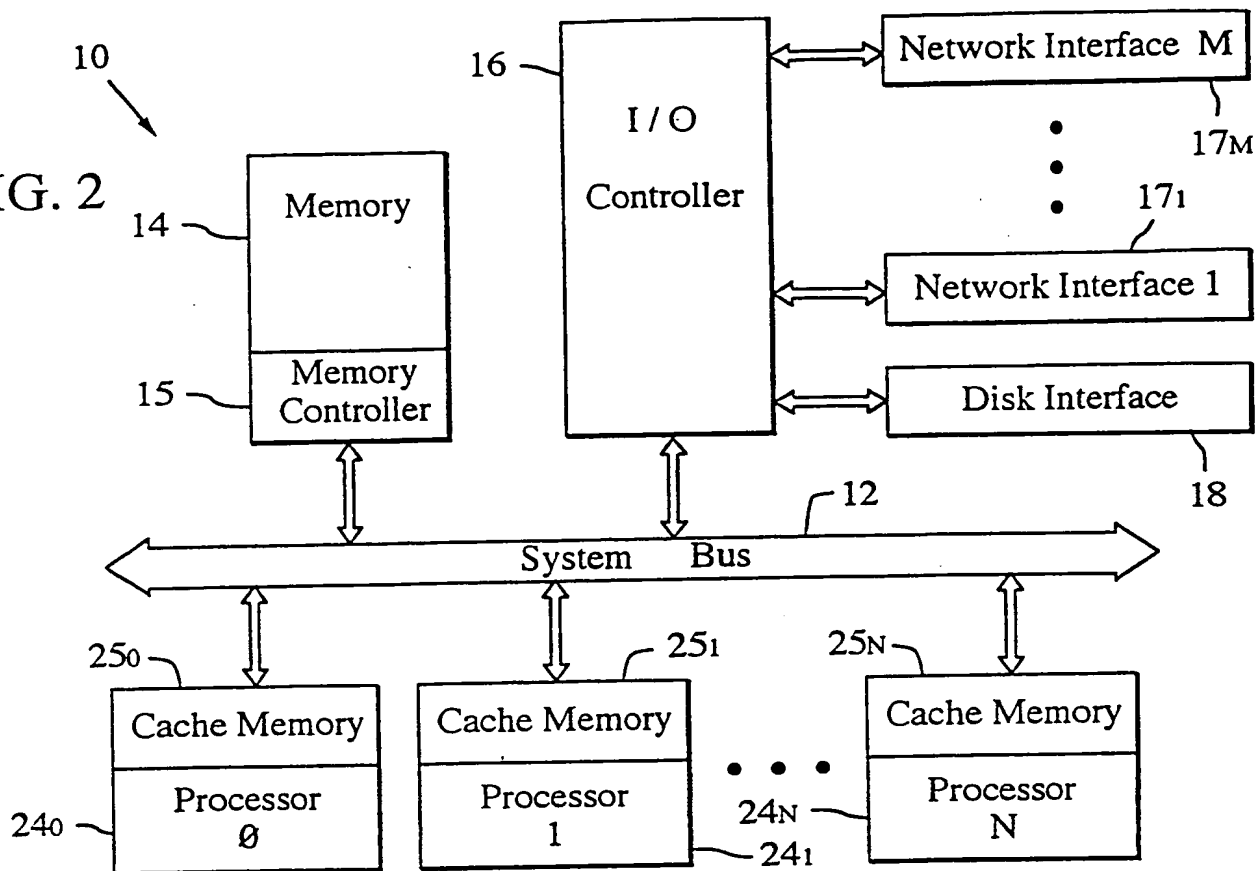 10
IG. 2
14
Memory
15
Memory
Controller
16
I / O
Controller
Network Interface M
17M
171
Network Interface 1
Disk Interface
18
12
System Bus
250
Cache Memory
Processor
0
240
251
Cache Memory
Processor
1
241
25N
Cache Memory
Processor
N
24N